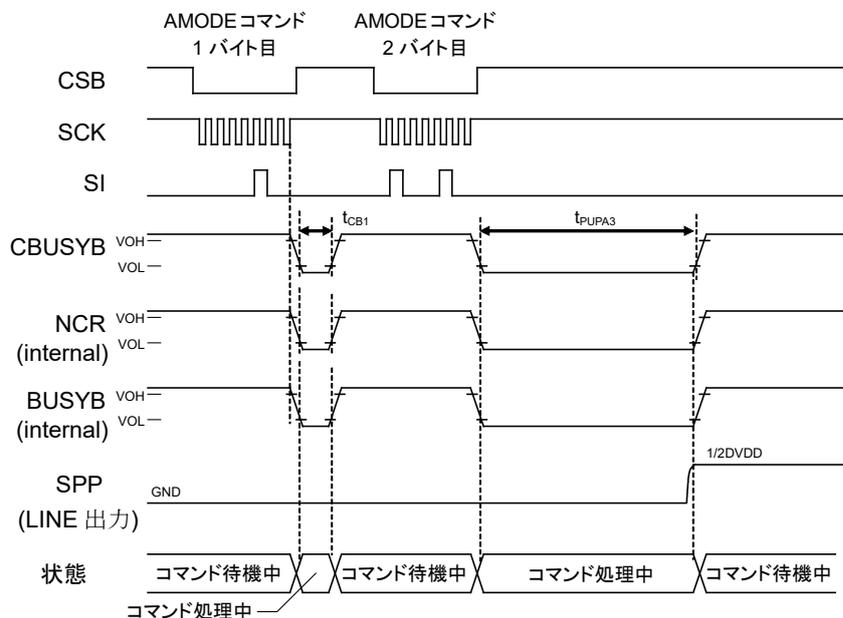 AMODEコマンド
1 バイト目
AMODEコマンド
2 バイト目
CSB
SCK
SI
tCB1
tPUPA3
CBUSYB
VOH
VOL
NCR
(internal)
VOH
VOL
BUSYB
(internal)
VOH
VOL
SPP
(LINE 出力)
GND
1/2DVDD
状態
コマンド待機中
コマンド待機中
コマンド処理中
コマンド待機中
コマンド処理中